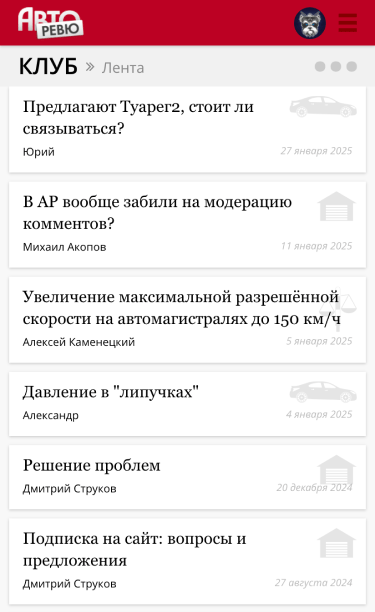 АВТО
РЕВЮ
КЛУБ » Лента
Предлагают Туарег2, стоит ли
связываться?
Юрий
27 января 2025
В АР вообще забили на модерацию
комментов?
Михаил Акопов
11 января 2025
Увеличение максимальной разрешённой
скорости на автомагистралях до 150 км/ч
Алексей Каменецкий
5 января 2025
Давление в "липучках"
Александр
4 января 2025
Решение проблем
Дмитрий Струков
20 декабря 2024
Подписка на сайт: вопросы и
предложения
Дмитрий Струков
27 августа 2024